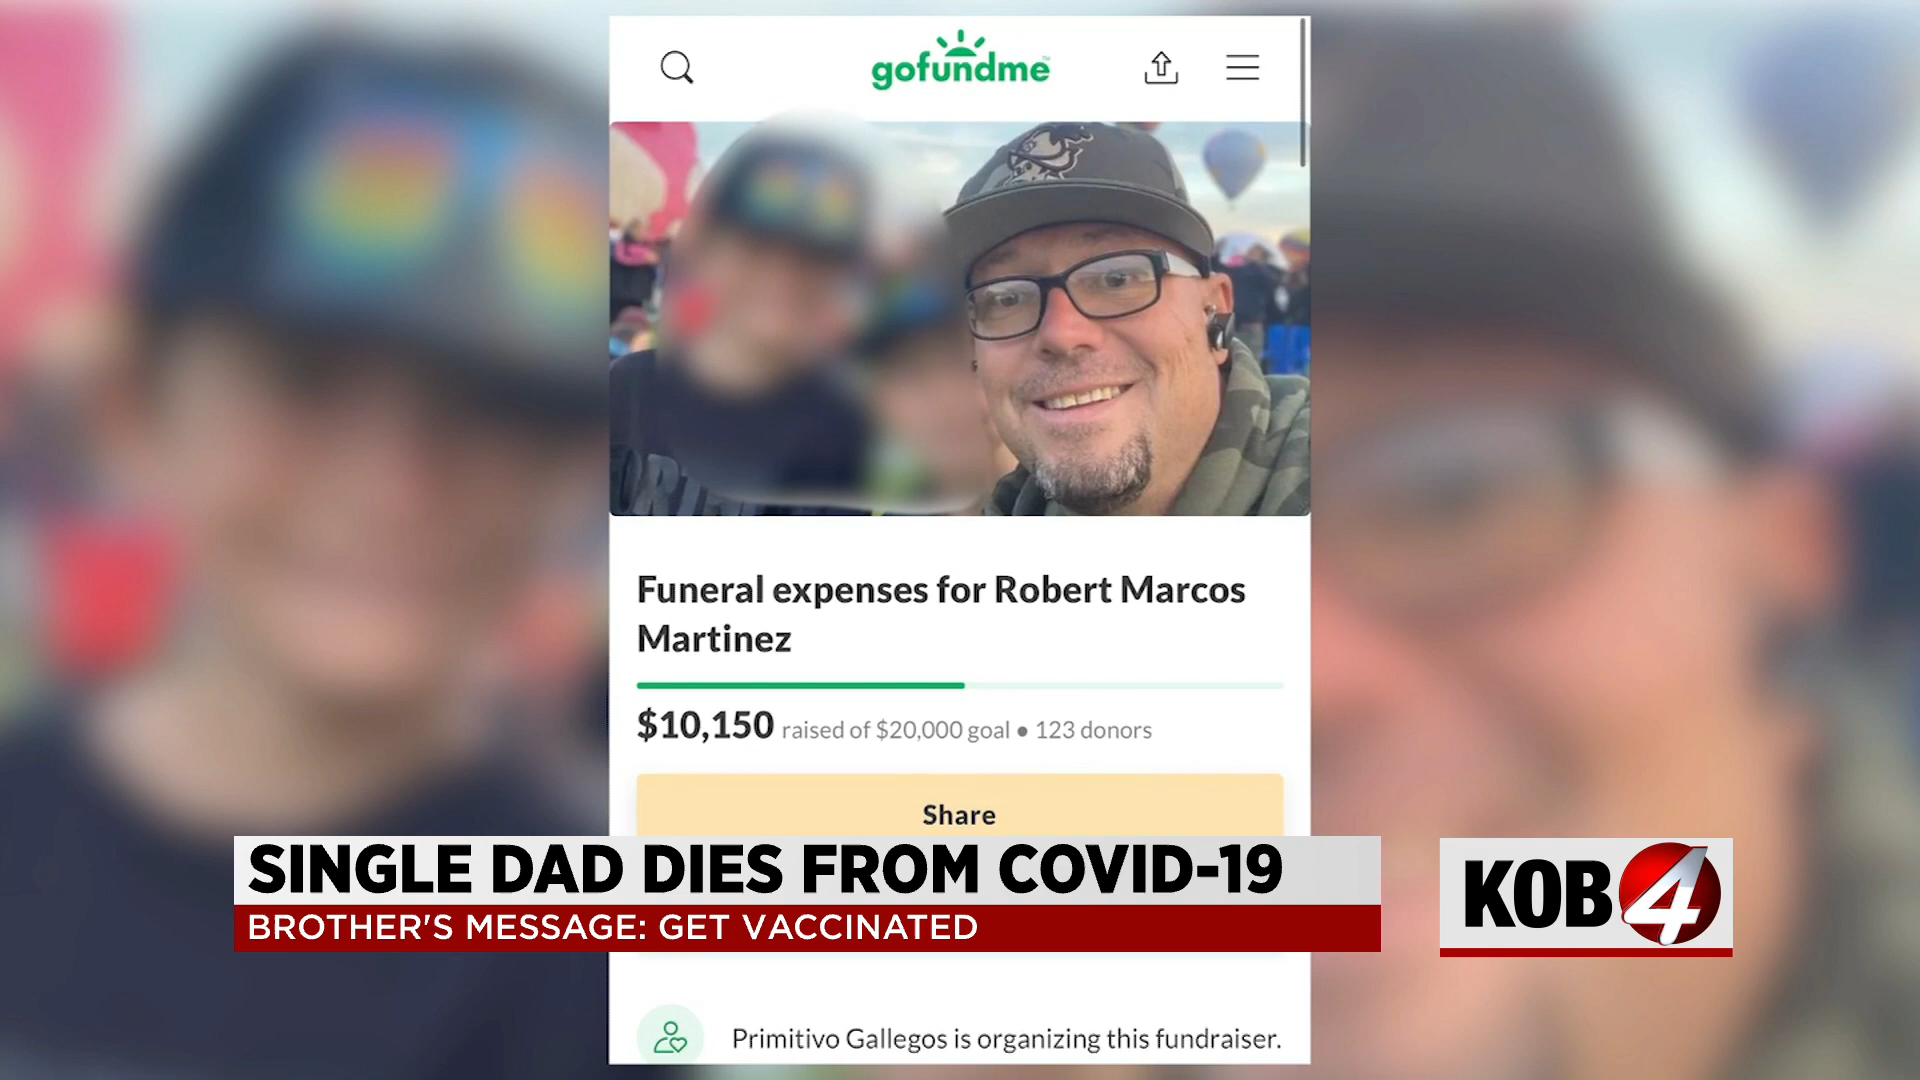 gofundme
Funeral expenses for Robert Marcos
Martinez
$10,150 raised of $20,000 goal • 123 donors
Share
SINGLE DAD DIES FROM COVID-19
BROTHER'S MESSAGE: GET VACCINATED
KOB 4
Primitivo Gallegos is organizing this fundraiser.